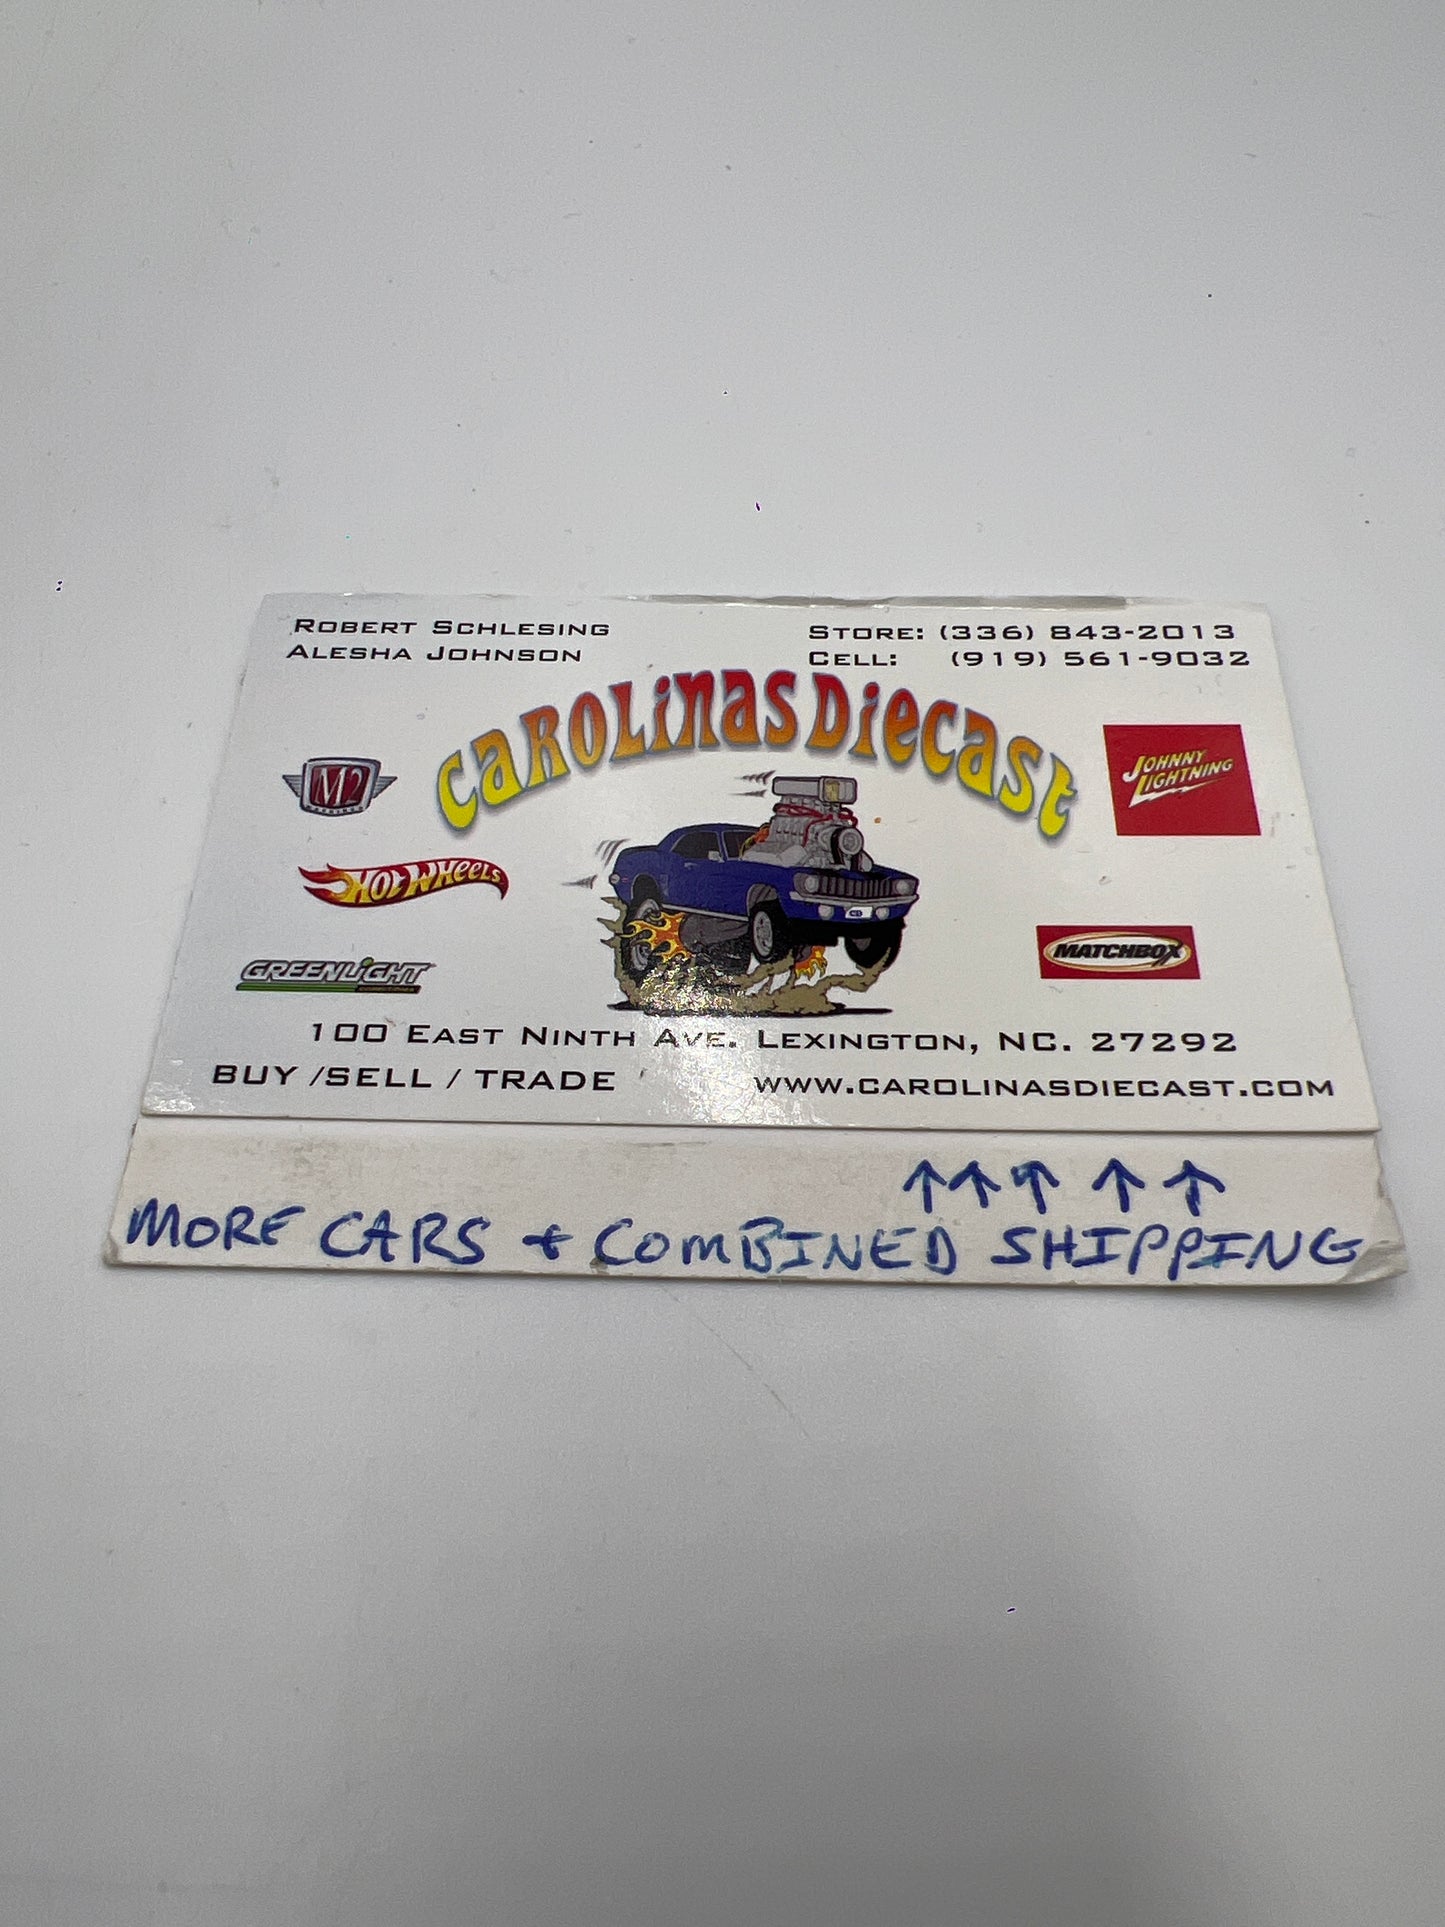 ROBERT SCHLESING
ALESHA JOHNSON
STORE: (336) 843-2013
CELL: (919) 561-9032
CAROLINAS DIECAST
M2
MACHINES
JOHNNY
LIGHTNING
HOT WHEELS
MATCHBOX
GREENLIGHT
100 EAST NINTH AVE. LEXINGTON, NC. 27292
BUY /SELL / TRADE
WWW.CAROLINASDIECAST.COM
↑↑↑↑↑
MORE CARS + COMBINED SHIPPING